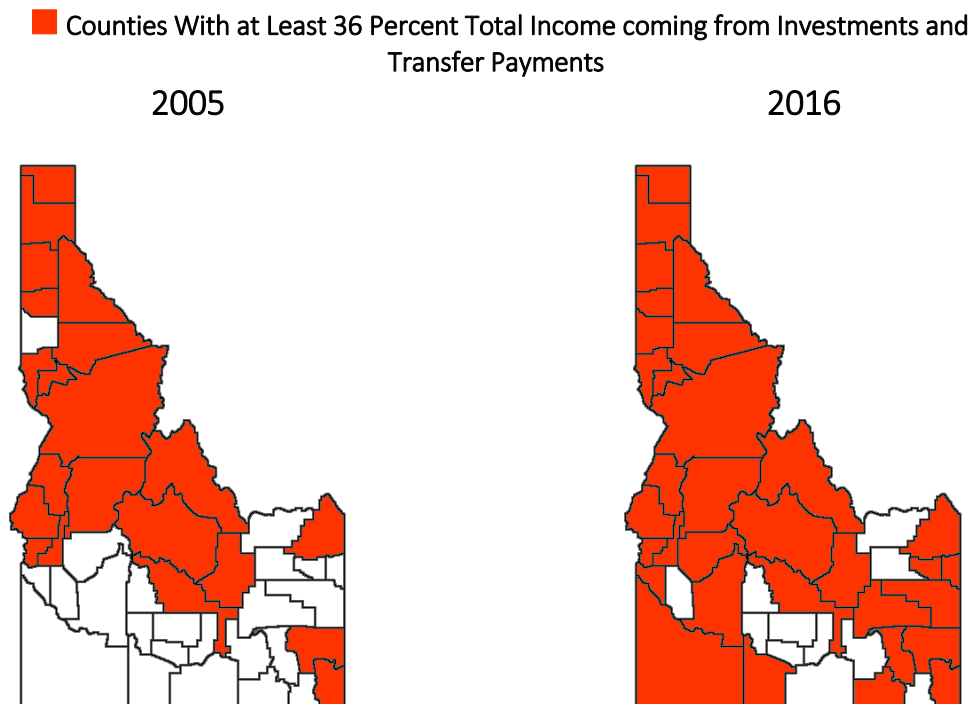 Counties With at Least 36 Percent Total Income coming from Investments and
Transfer Payments
2005
2016